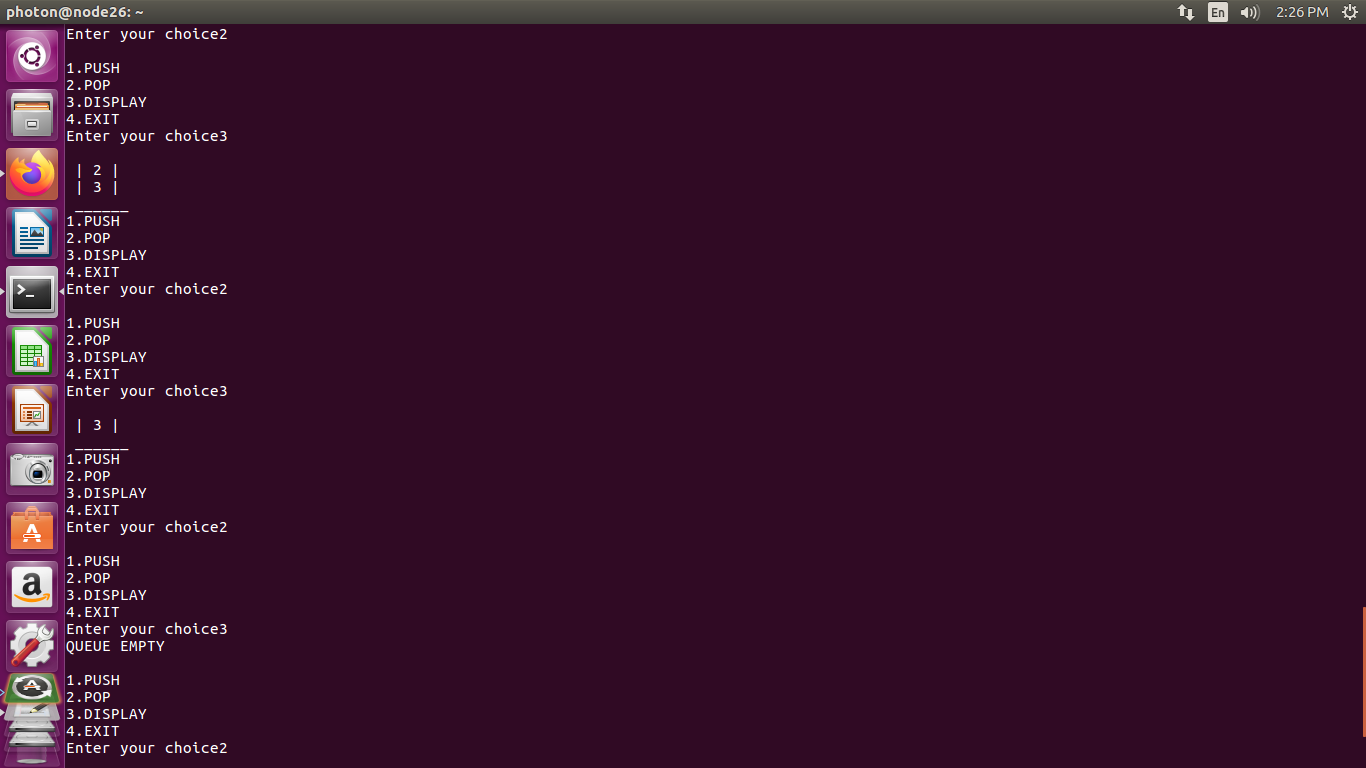 photon@node26: ~
En
2:26 PM
Enter your choice2
1.PUSH
2.POP
3.DISPLAY
4.EXIT
Enter your choice3
| 2 |
| 3 |
______
1.PUSH
2.POP
3.DISPLAY
4.EXIT
Enter your choice2
1.PUSH
2.POP
3.DISPLAY
4.EXIT
Enter your choice3
| 3 |
______
1.PUSH
2.POP
3.DISPLAY
4.EXIT
Enter your choice2
1.PUSH
2.POP
3.DISPLAY
4.EXIT
Enter your choice3
QUEUE EMPTY
1.PUSH
2.POP
3.DISPLAY
4.EXIT
Enter your choice2